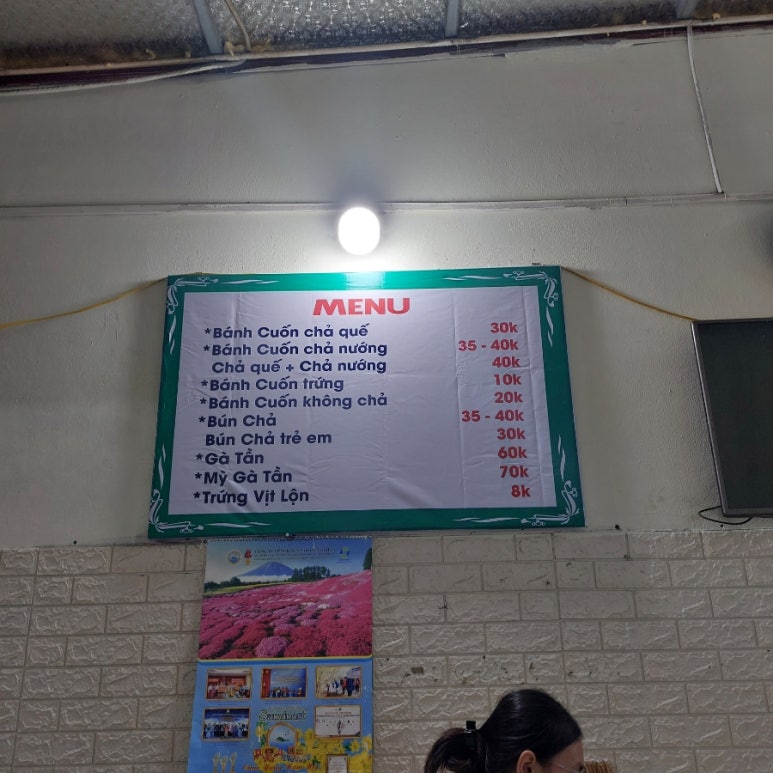 MENU
*Bánh Cuốn chả quế 30k
*Bánh Cuốn chả nướng 35 - 40k
Chả quế + Chả nướng 40k
*Bánh Cuốn trứng 10k
*Bánh Cuốn không chả 20k
*Bún Chả 35 - 40k
Bún Chả trẻ em 30k
*Gà Tần 60k
*Mỳ Gà Tần 70k
*Trứng Vịt Lộn 8k